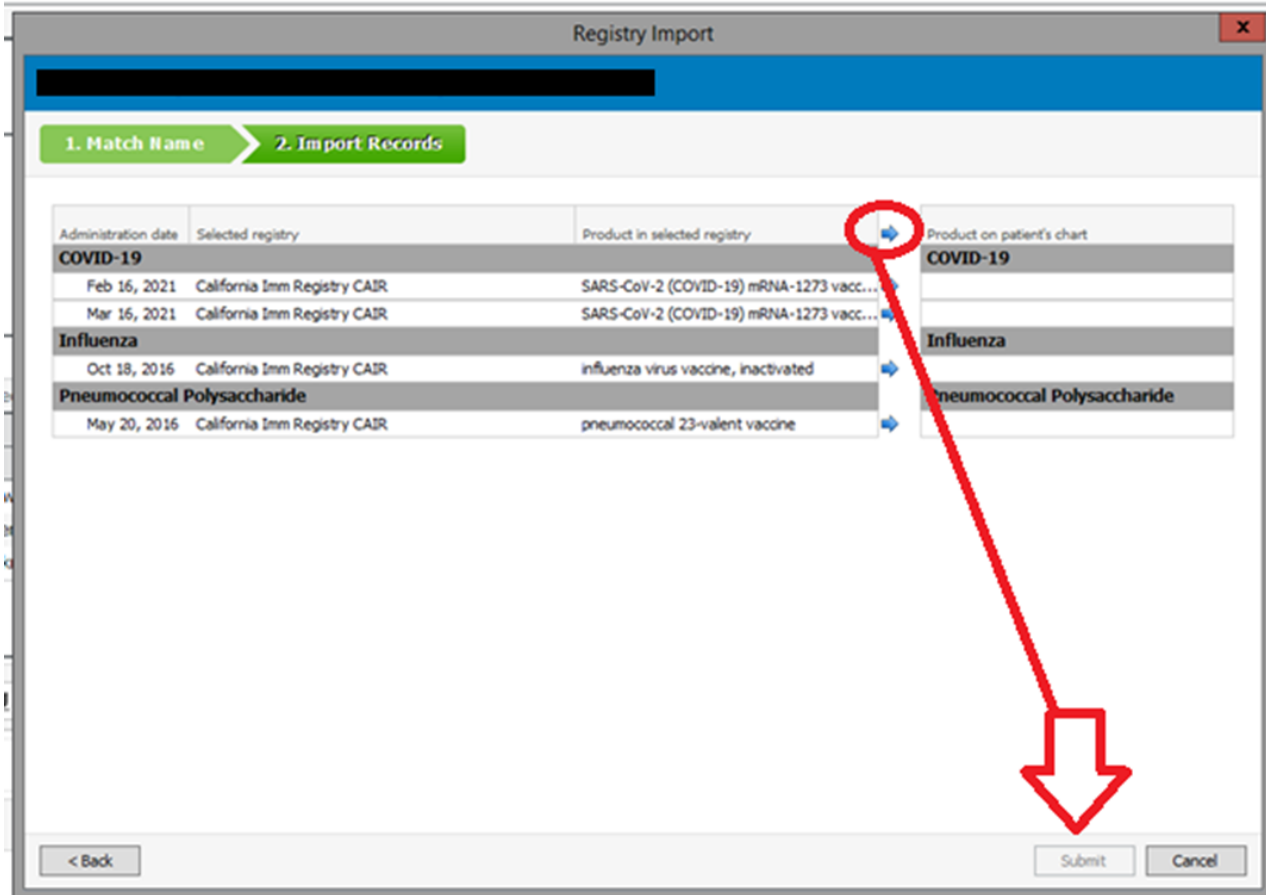 Registry Import
x
1. Match Name 2. Import Records
Administration date Selected registry Product in selected registry Product on patient's chart
COVID-19 COVID-19
Feb 16, 2021 California Imm Registry CAIR SARS-CoV-2 (COVID-19) mRNA-1273 vacc...
Mar 16, 2021 California Imm Registry CAIR SARS-CoV-2 (COVID-19) mRNA-1273 vacc...
Influenza Influenza
Oct 18, 2016 California Imm Registry CAIR influenza virus vaccine, inactivated
Pneumococcal Polysaccharide Pneumococcal Polysaccharide
May 20, 2016 California Imm Registry CAIR pneumococcal 23-valent vaccine
< Back Submit Cancel